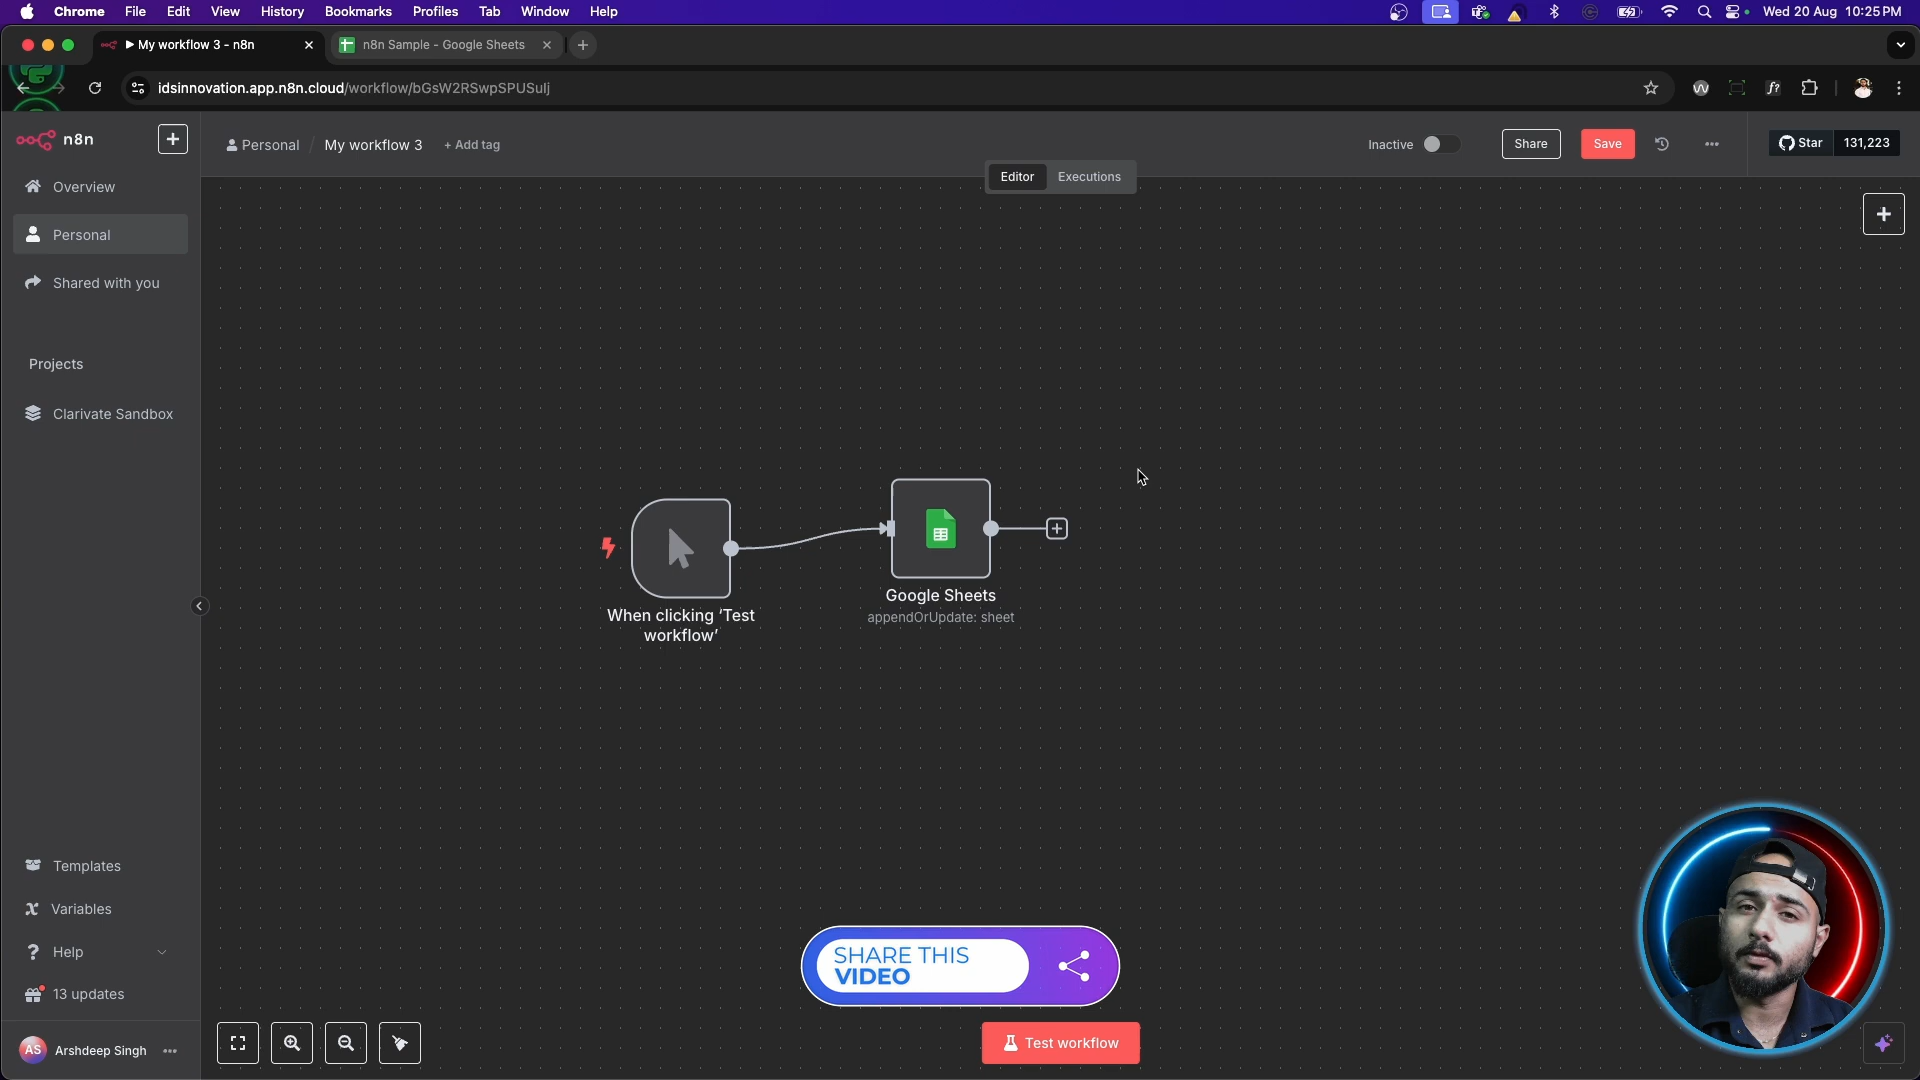 Chrome File Edit View History Bookmarks Profiles Tab Window Help
Wed 20 Aug 10:25 PM
My workflow 3 - n8n
n8n Sample - Google Sheets
idsinnovation.app.n8n.cloud/workflow/bGsW2RSwpSPUSulj
n8n
Personal / My workflow 3 + Add tag
Inactive
Share
Save
Star 131,223
Editor Executions
Overview
Personal
Shared with you
Projects
Clarivate Sandbox
When clicking ‘Test
workflow’
Google Sheets
appendOrUpdate: sheet
Templates
Variables
Help
13 updates
AS Arshdeep Singh
SHARE THIS
VIDEO
Test workflow